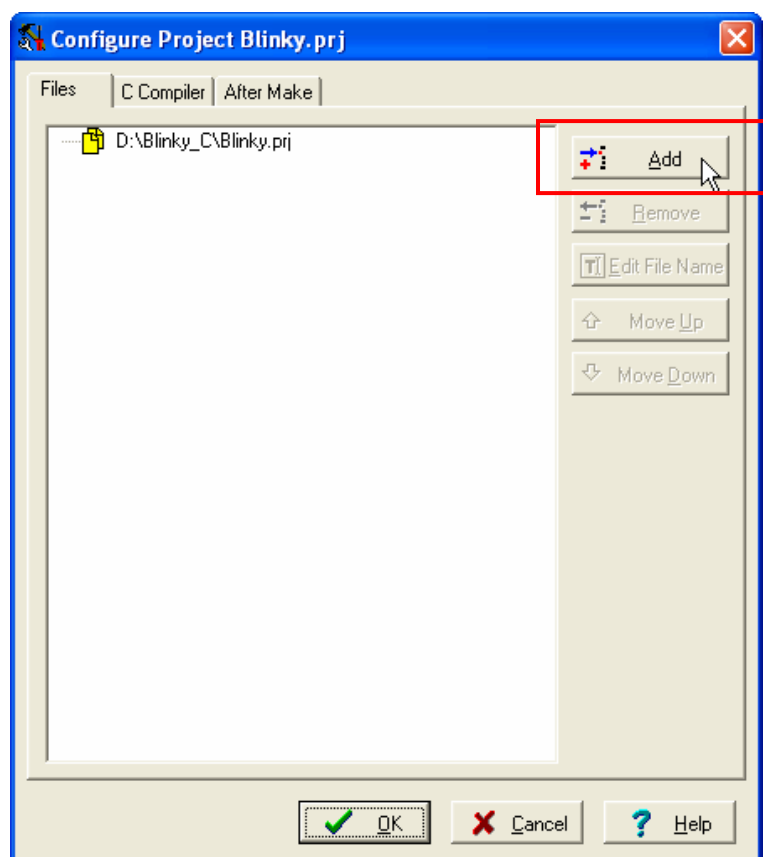 Configure Project Blinky.prj
Files
C Compiler
After Make
D:\Blinky_C\Blinky.prj
Add
Remove
Edit File Name
Move Up
Move Down
OK
Cancel
Help